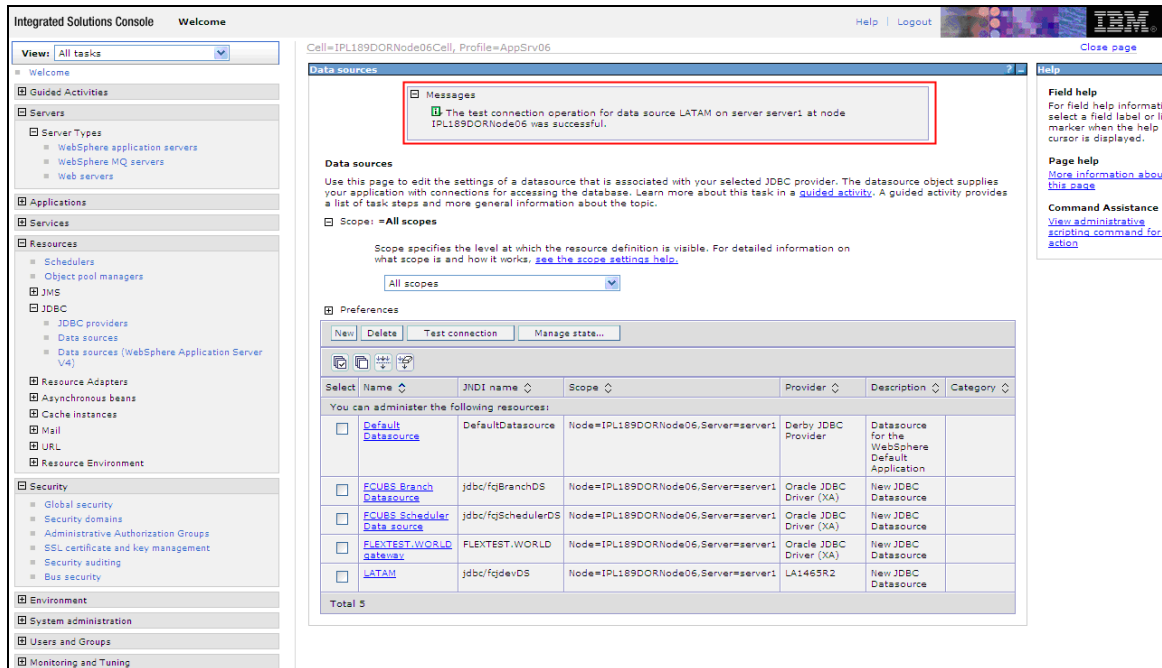 Integrated Solutions Console Welcome Help | Logout IBM®
View: All tasks
Welcome
Guided Activities
Servers
Server Types
WebSphere application servers
WebSphere MQ servers
Web servers
Applications
Services
Resources
Schedulers
Object pool managers
JMS
JDBC
JDBC providers
Data sources
Data sources (WebSphere Application Server
V4)
Resource Adapters
Asynchronous beans
Cache instances
Mail
URL
Resource Environment
Security
Global security
Security domains
Administrative Authorization Groups
SSL certificate and key management
Security auditing
Bus security
Environment
System administration
Users and Groups
Monitoring and Tuning
Cell=IPL189DORNode06Cell, Profile=AppSrv06 Close page
Data sources ? _
Messages
The test connection operation for data source LATAM on server server1 at node
IPL189DORNode06 was successful.
Data sources
Use this page to edit the settings of a datasource that is associated with your selected JDBC provider. The datasource object supplies
your application with connections for accessing the database. Learn more about this task in a guided activity. A guided activity provides
a list of task steps and more general information about the topic.
Scope: =All scopes
Scope specifies the level at which the resource definition is visible. For detailed information on
what scope is and how it works, see the scope settings help.
All scopes
Preferences
New Delete Test connection Manage state...
Select Name JNDI name Scope Provider Description Category
You can administer the following resources:
Default DefaultDatasource Node=IPL189DORNode06,Server=server1 Derby JDBC Datasource
Datasource Provider for the
WebSphere
Default
Application
FCUBS Branch jdbc/fcjBranchDS Node=IPL189DORNode06,Server=server1 Oracle JDBC New JDBC
Datasource Driver (XA) Datasource
FCUBS Scheduler jdbc/fcjSchedulerDS Node=IPL189DORNode06,Server=server1 Oracle JDBC New JDBC
Data source Driver (XA) Datasource
FLEXTEST.WORLD FLEXTEST.WORLD Node=IPL189DORNode06,Server=server1 Oracle JDBC New JDBC
gateway Driver (XA) Datasource
LATAM jdbc/fcjdevDS Node=IPL189DORNode06,Server=server1 LA1465R2 New JDBC
Datasource
Total 5
Help
Field help
For field help informati
select a field label or li
marker when the help
cursor is displayed.
Page help
More information abou
this page
Command Assistance
View administrative
scripting command for
action